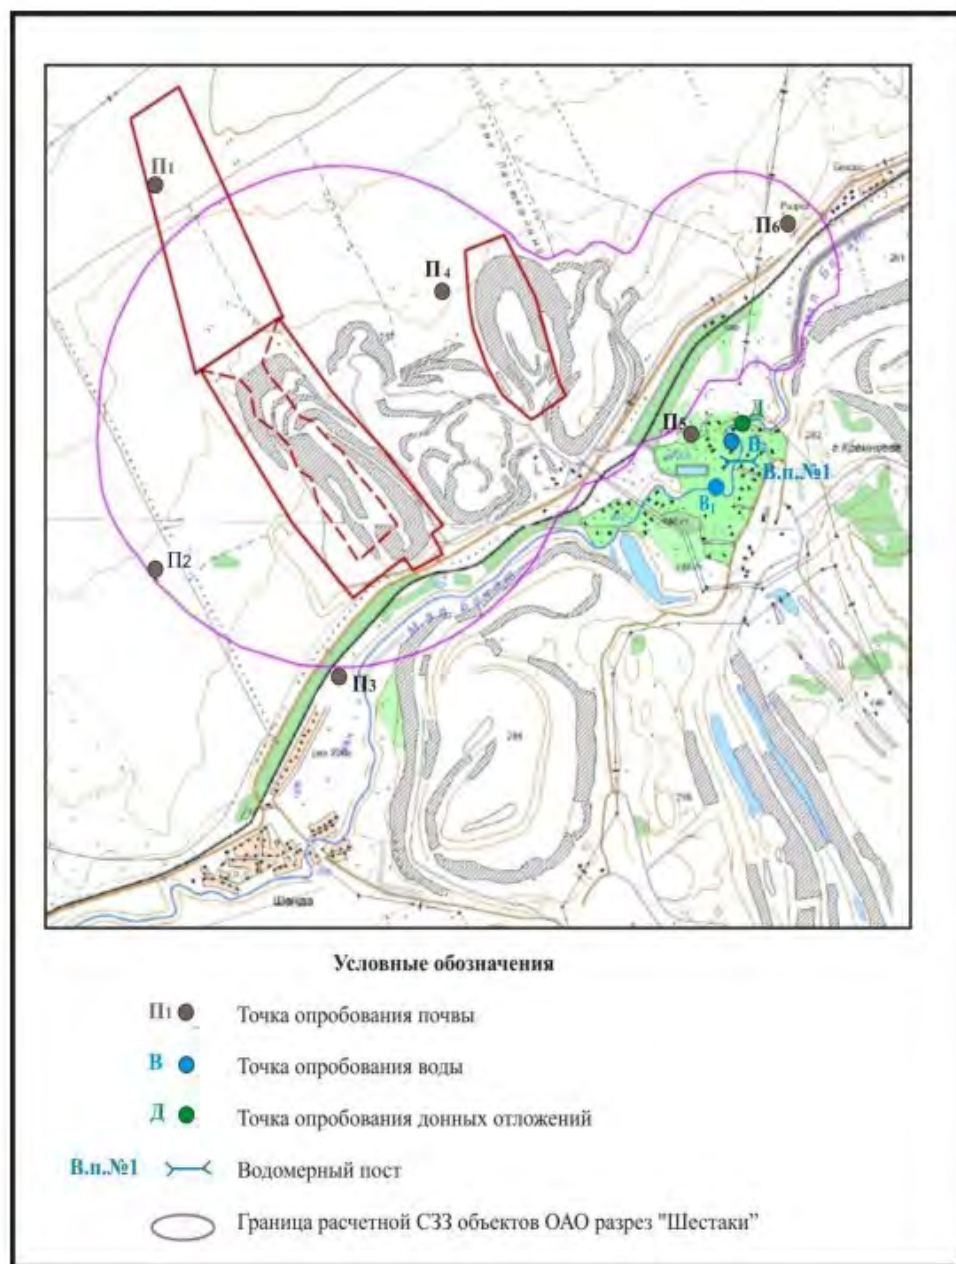 П1
П4
П6
Д
П5
В2
282
В.п.№1
В1
П2
П3
Шанда
Условные обозначения
П1 Точка опробования почвы
В Точка опробования воды
Д Точка опробования донных отложений
В.п.№1 Водомерный пост
Граница расчетной СЗЗ объектов ОАО разрез "Шестаки”